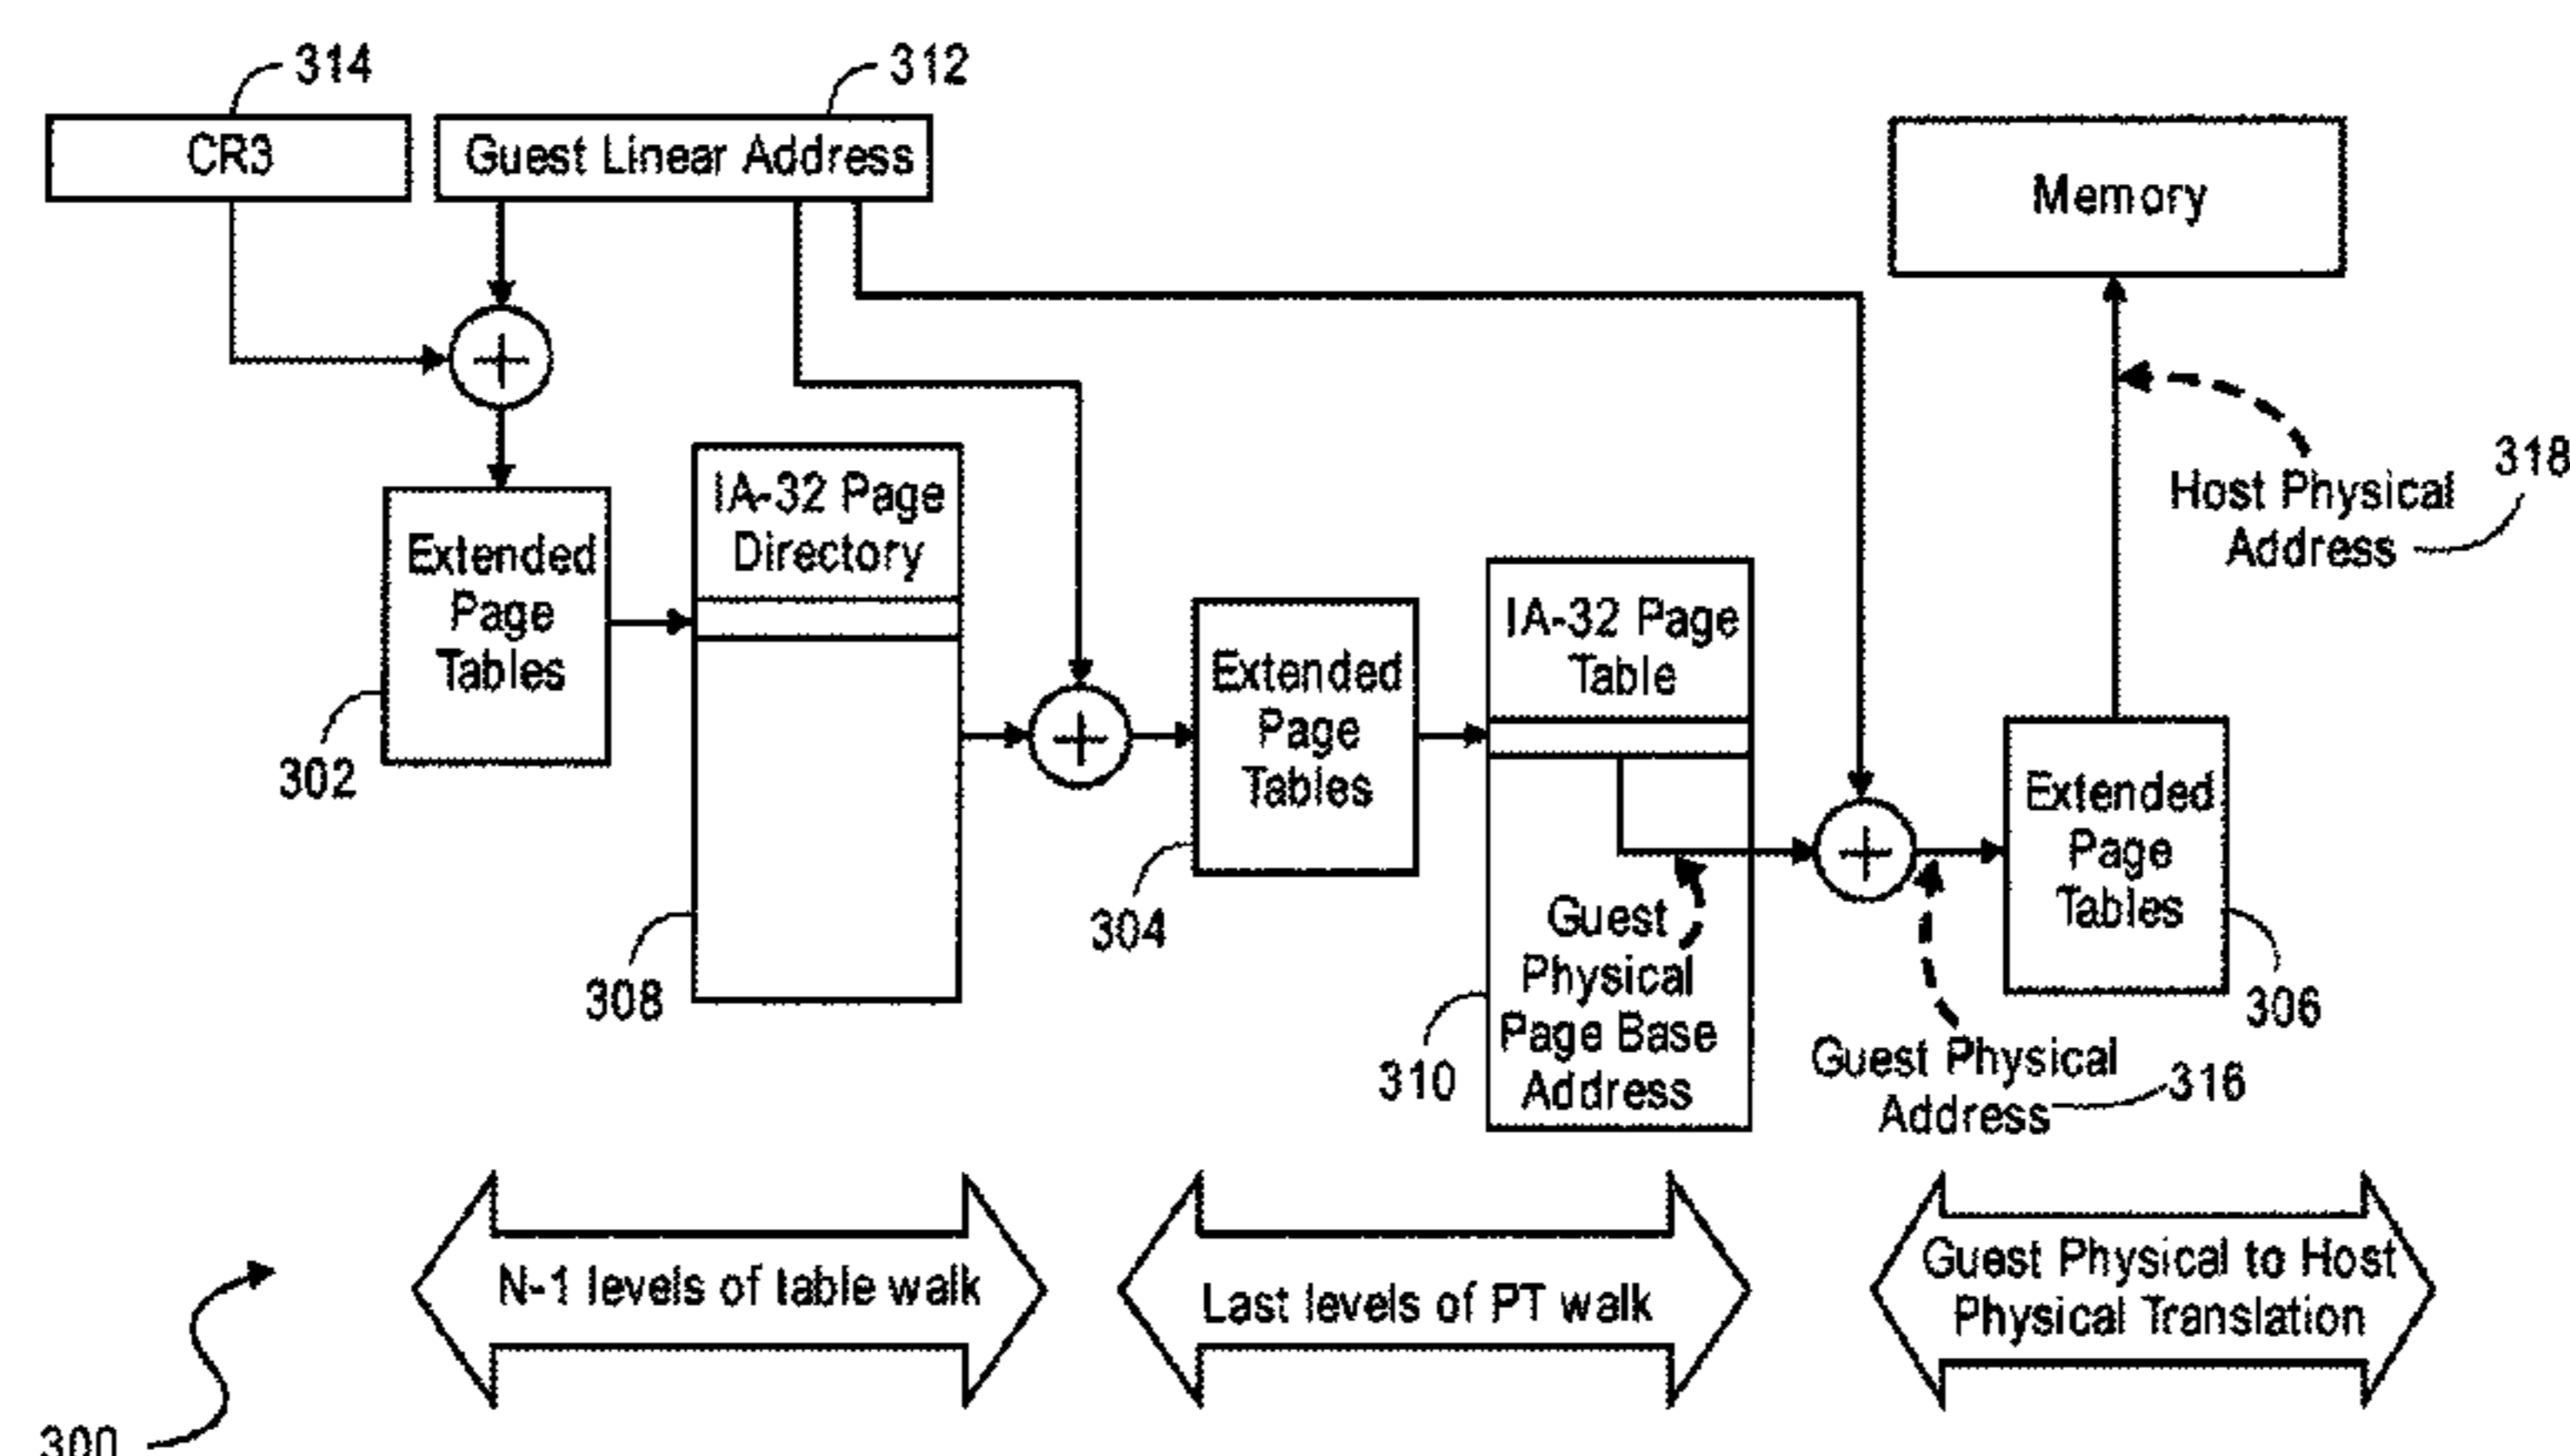 314
312
CR3
Guest Linear Address
Memory
318
Host Physical
Address
IA-32 Page
Directory
Extended
Page
Tables
302
308
Extended
Page
Tables
304
IA-32 Page
Table
Guest
Physical
Page Base
Address
310
Extended
Page
Tables
306
Guest Physical
Address
316
N-1 levels of table walk
Last levels of PT walk
Guest Physical to Host
Physical Translation
300